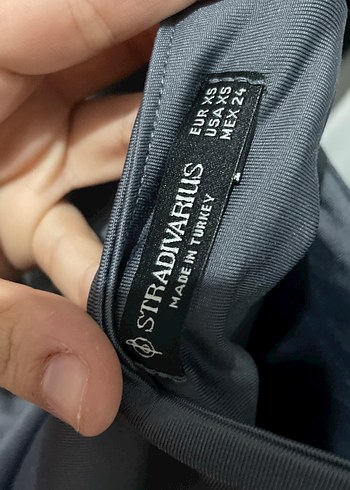 EUR XS
USA XS
MEX 24
STRADIVARIUS
MADE IN TURKEY